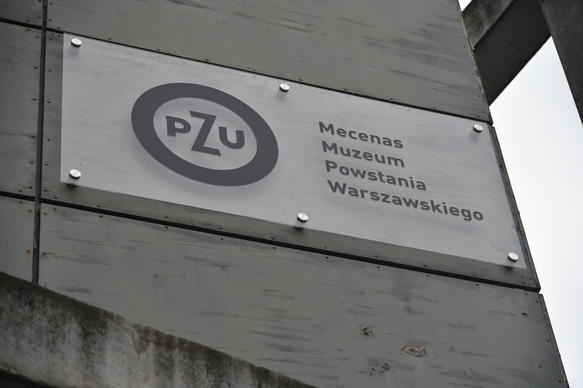 PZU
Mecenas
Muzeum
Powstania
Warszawskiego